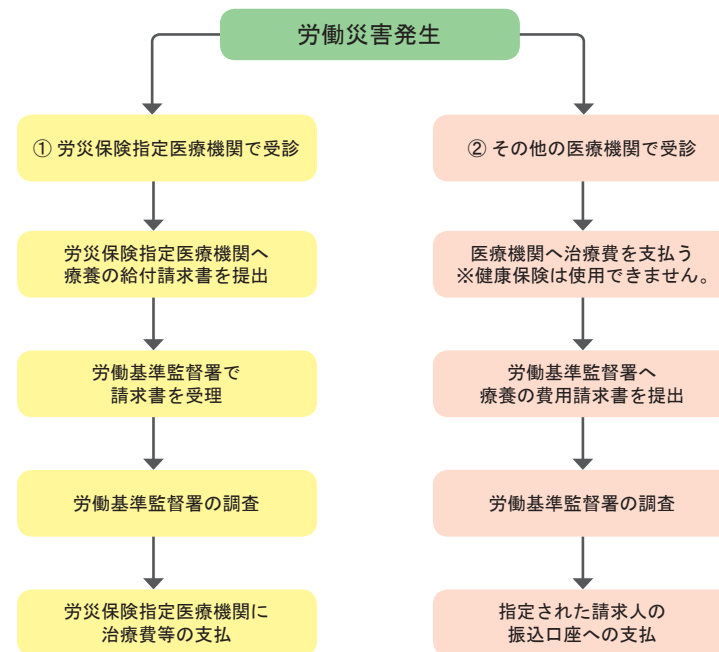 労働災害発生
① 労災保険指定医療機関で受診
労災保険指定医療機関へ
療養の給付請求書を提出
労働基準監督署で
請求書を受理
労働基準監督署の調査
労災保険指定医療機関に
治療費等の支払
② その他の医療機関で受診
医療機関へ治療費を支払う
※健康保険は使用できません。
労働基準監督署へ
療養の費用請求書を提出
労働基準監督署の調査
指定された請求人の
振込口座への支払